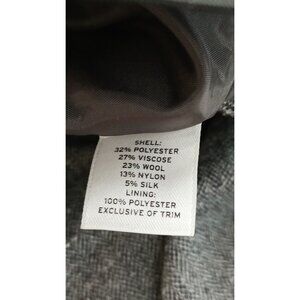 SHELL:
32% POLYESTER
27% VISCOSE
23% WOOL
13% NYLON
5% SILK
LINING:
100% POLYESTER
EXCLUSIVE OF TRIM